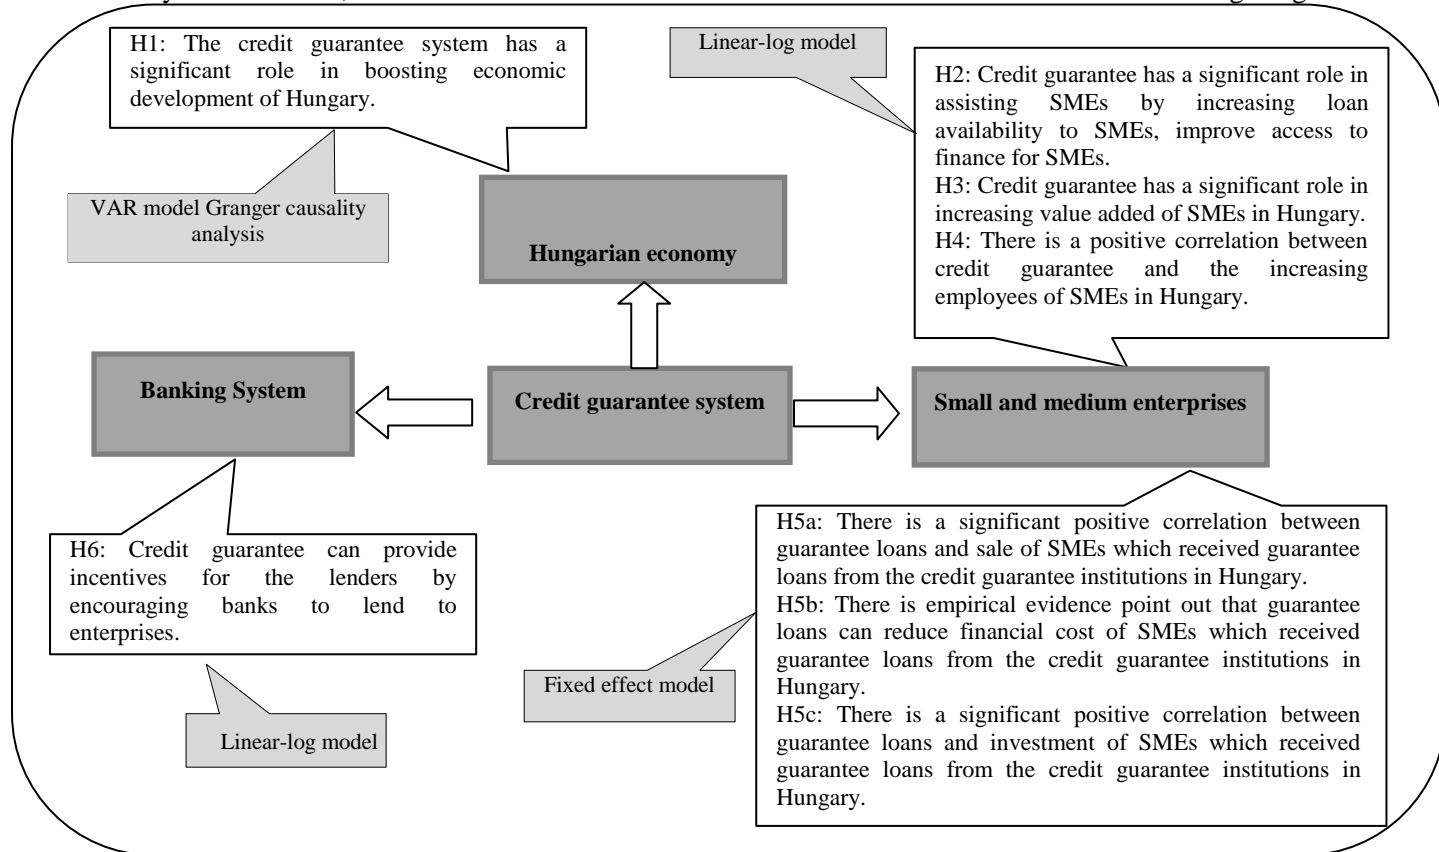 H1: The credit guarantee system has a
significant role in boosting economic
development of Hungary.
Linear-log model
H2: Credit guarantee has a significant role in
assisting SMEs by increasing loan
availability to SMEs, improve access to
finance for SMEs.
H3: Credit guarantee has a significant role in
increasing value added of SMEs in Hungary.
H4: There is a positive correlation between
credit guarantee and the increasing
employees of SMEs in Hungary.
VAR model Granger causality
analysis
Hungarian economy
Banking System
Credit guarantee system
Small and medium enterprises
H6: Credit guarantee can provide
incentives for the lenders by
encouraging banks to lend to
enterprises.
Linear-log model
Fixed effect model
H5a: There is a significant positive correlation between
guarantee loans and sale of SMEs which received guarantee
loans from the credit guarantee institutions in Hungary.
H5b: There is empirical evidence point out that guarantee
loans can reduce financial cost of SMEs which received
guarantee loans from the credit guarantee institutions in
Hungary.
H5c: There is a significant positive correlation between
guarantee loans and investment of SMEs which received
guarantee loans from the credit guarantee institutions in
Hungary.